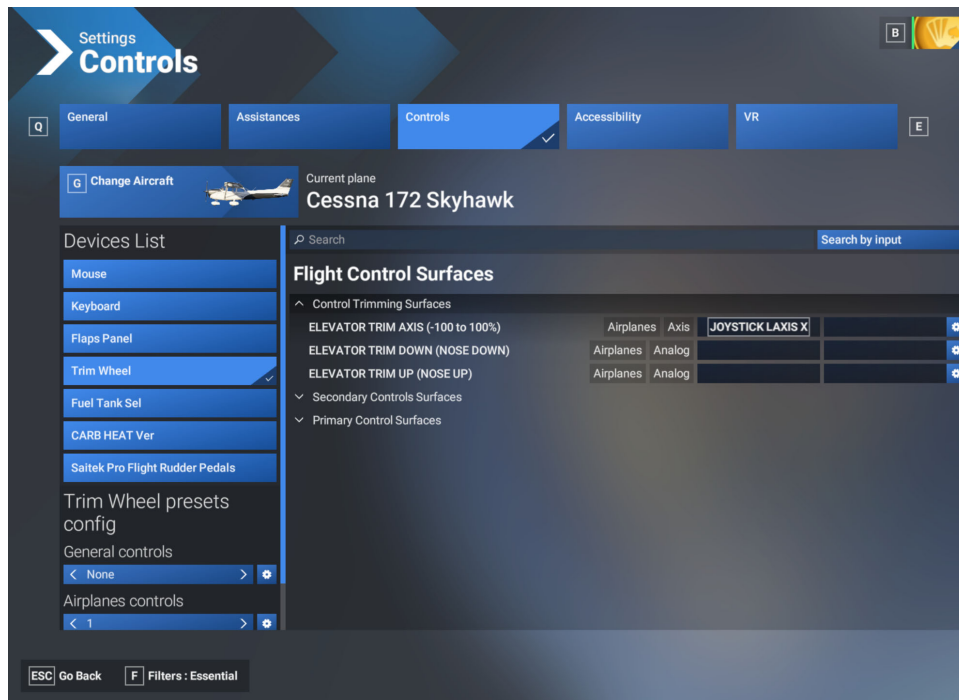 Settings
Controls
B
Q
General
Assistances
Controls
Accessibility
VR
E
G Change Aircraft
Current plane
Cessna 172 Skyhawk
Devices List
Mouse
Keyboard
Flaps Panel
Trim Wheel
Fuel Tank Sel
CARB HEAT Ver
Saitek Pro Flight Rudder Pedals
Trim Wheel presets
config
General controls
None
Airplanes controls
1
Search
Search by input
Flight Control Surfaces
Control Trimming Surfaces
ELEVATOR TRIM AXIS (-100 to 100%) Airplanes Axis JOYSTICK LAXIS X
ELEVATOR TRIM DOWN (NOSE DOWN) Airplanes Analog
ELEVATOR TRIM UP (NOSE UP) Airplanes Analog
Secondary Controls Surfaces
Primary Control Surfaces
ESC Go Back F Filters : Essential